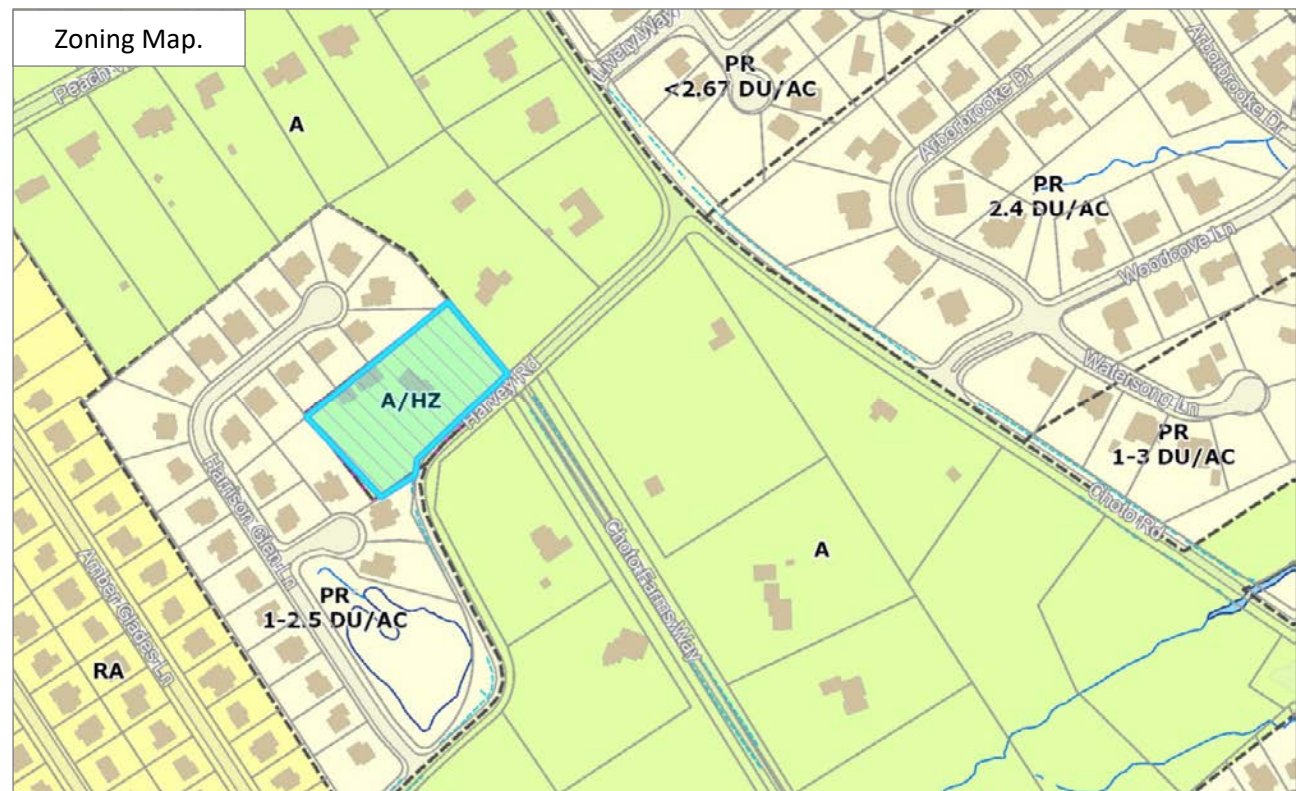 Zoning Map.
Livery Way
PR
<2.67 DU/AC
Arborbrooke Dr
Arborbrooke Dr
A
PR
2.4 DU/AC
Woodcove Ln
A/HZ
Harvey Rd
Watersong Ln
PR
1-3 DU/AC
Choto Rd
Harrison Glen Ln
Choto Farms Way
A
Amber Glades Ln
PR
1-2.5 DU/AC
RA